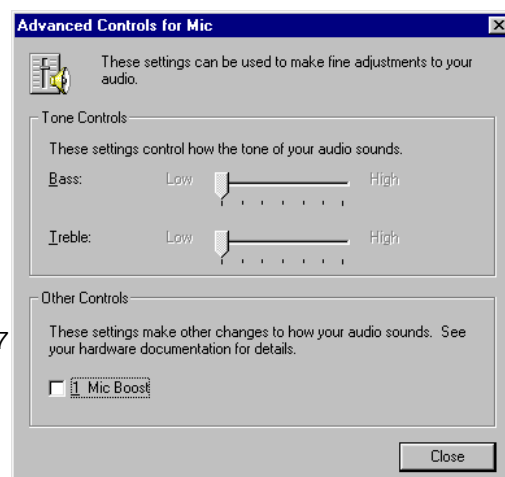 Advanced Controls for Mic
These settings can be used to make fine adjustments to your
audio.
Tone Controls
These settings control how the tone of your audio sounds.
Bass: Low High
Treble: Low High
Other Controls
These settings make other changes to how your audio sounds. See
your hardware documentation for details.
1 Mic Boost
Close
7